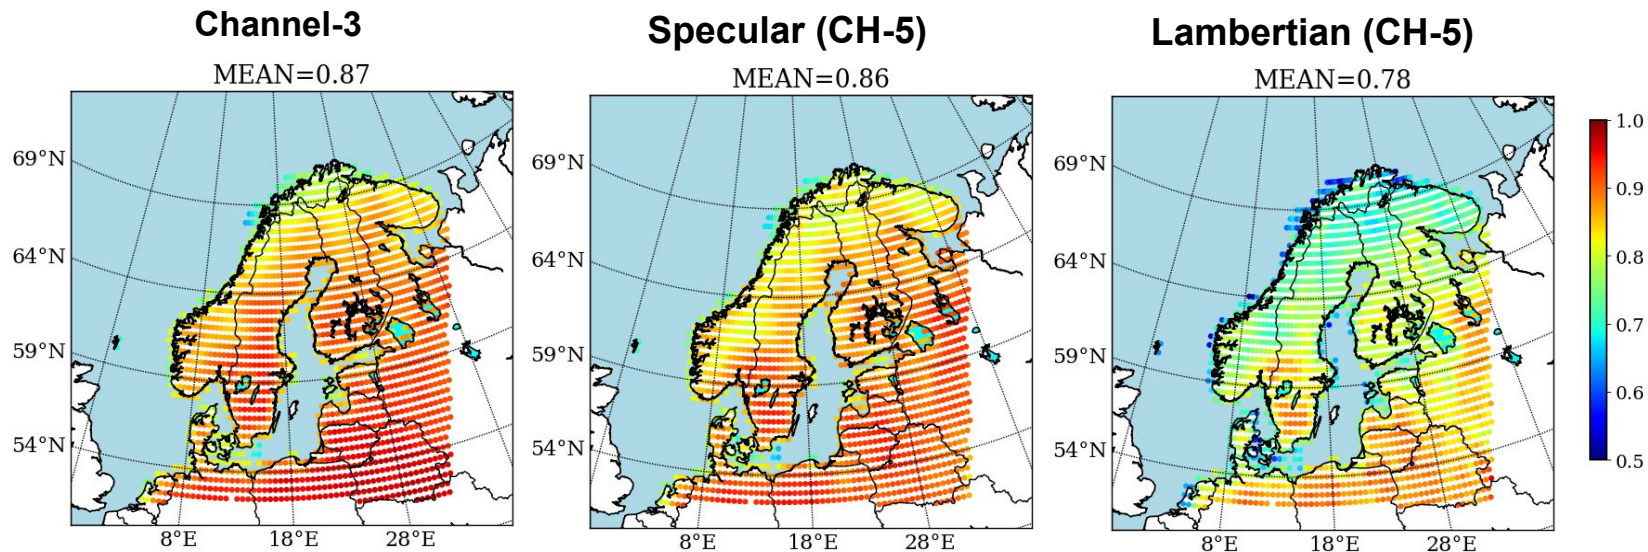 Channel-3
MEAN=0.87
69°N
64°N
59°N
54°N
8°E 18°E 28°E
Specular (CH-5)
MEAN=0.86
69°N
64°N
59°N
54°N
8°E 18°E 28°E
Lambertian (CH-5)
MEAN=0.78
69°N
64°N
59°N
54°N
8°E 18°E 28°E
1.0
0.9
0.8
0.7
0.6
0.5